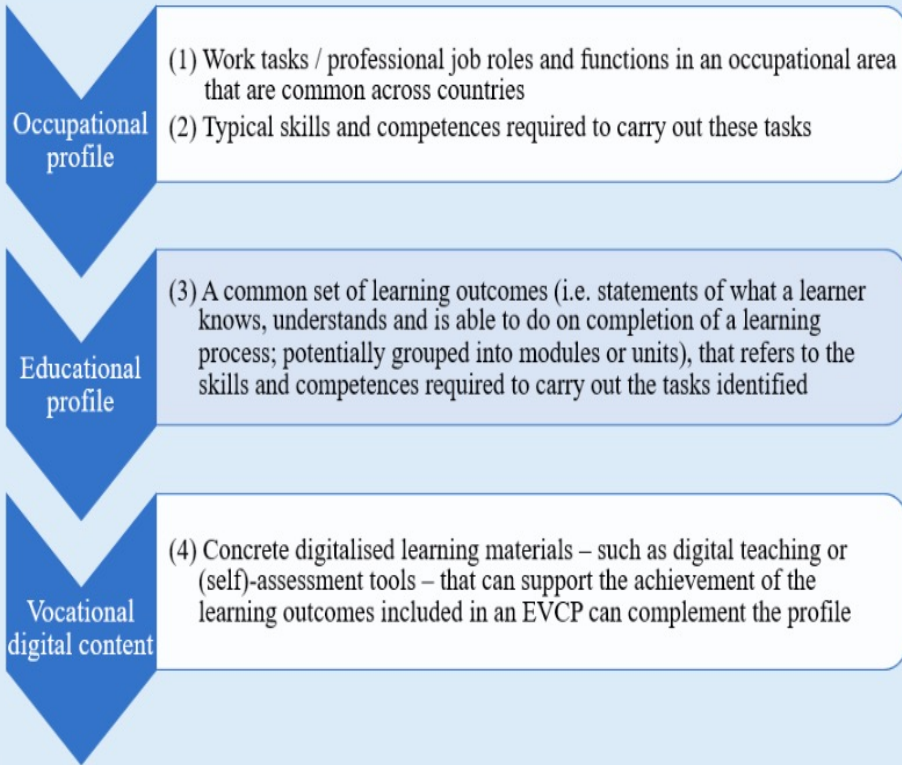 Occupational
profile
(1) Work tasks / professional job roles and functions in an occupational area
that are common across countries
(2) Typical skills and competences required to carry out these tasks
Educational
profile
(3) A common set of learning outcomes (i.e. statements of what a learner
knows, understands and is able to do on completion of a learning
process; potentially grouped into modules or units), that refers to the
skills and competences required to carry out the tasks identified
Vocational
digital content
(4) Concrete digitalised learning materials – such as digital teaching or
(self)-assessment tools – that can support the achievement of the
learning outcomes included in an EVCP can complement the profile